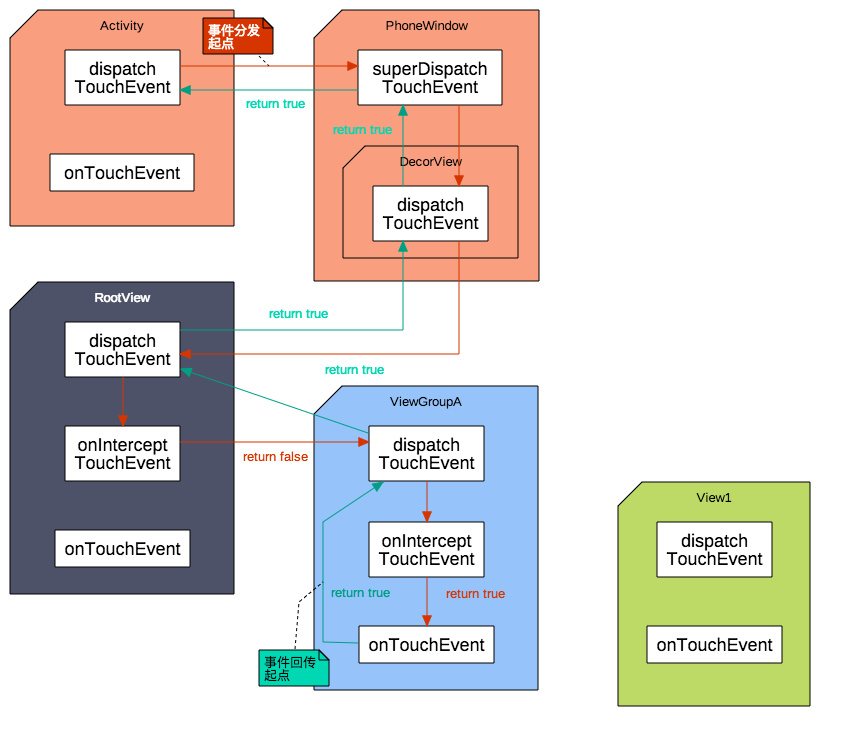 Activity
事件分发
起点
dispatch
TouchEvent
return true
onTouchEvent
PhoneWindow
superDispatch
TouchEvent
return true
DecorView
dispatch
TouchEvent
RootView
dispatch
TouchEvent
return true
return true
onIntercept
TouchEvent
return false
onTouchEvent
ViewGroupA
dispatch
TouchEvent
onIntercept
TouchEvent
return true
return true
onTouchEvent
事件回传
起点
View1
dispatch
TouchEvent
onTouchEvent